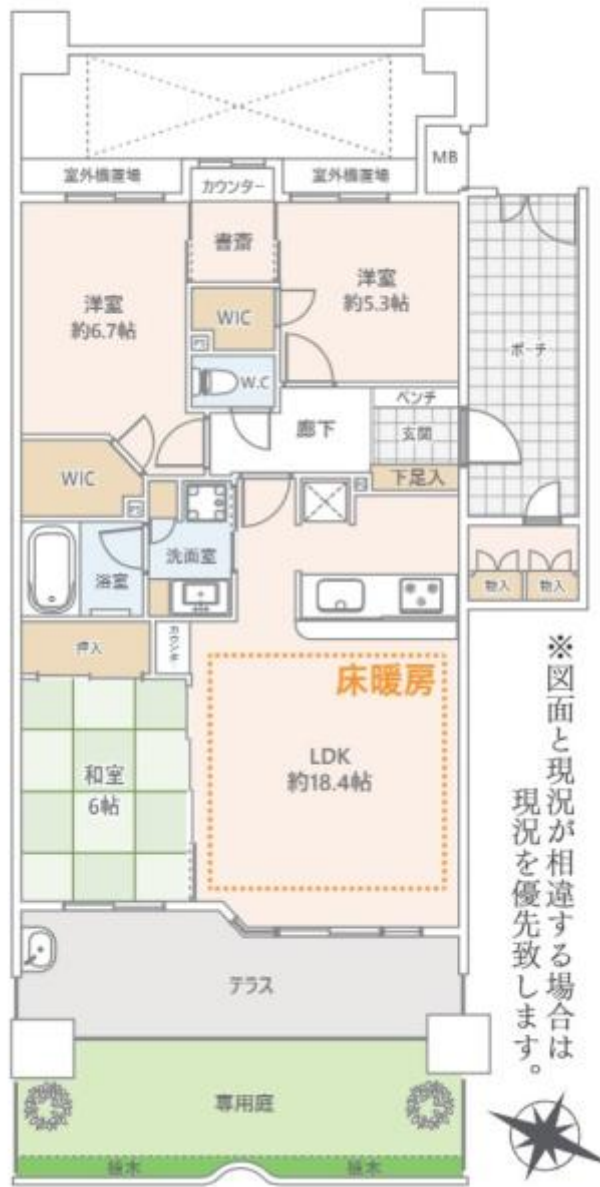 MB
室外機置場
カウンター
室外機置場
書斎
洋室
約6.7帖
洋室
約5.3帖
WIC
PS
W.C
ポーチ
ベンチ
玄関
廊下
下足入
WIC
PS
洗面室
浴室
物入
物入
押入
床暖房
LDK
約18.4帖
和室
6帖
※図面と現況が相違する場合は
現況を優先致します。
テラス
専用庭
植木
植木